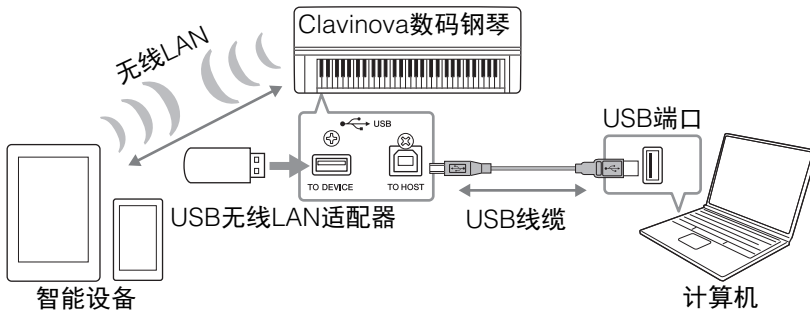 Clavinova数码钢琴
无线LAN
USB
TO DEVICE
TO HOST
USB端口
USB无线LAN适配器
USB线缆
智能设备
计算机